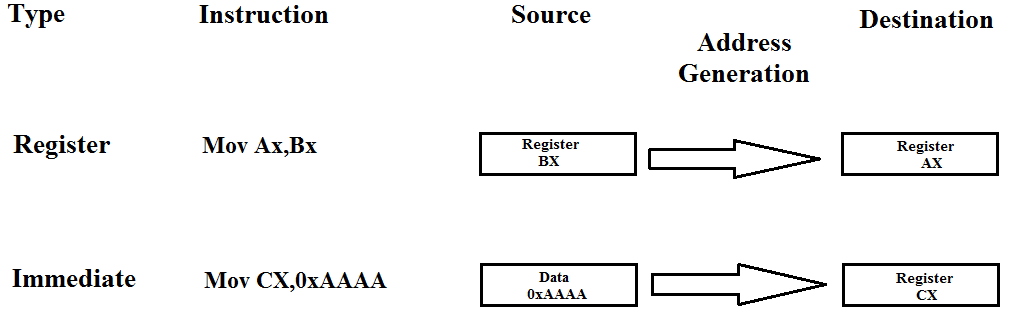 Type Instruction Source Destination
Address
Generation
Register Mov Ax,Bx Register Register
BX AX
Immediate Mov CX,0xAAAA Data Register
0xAAAA CX